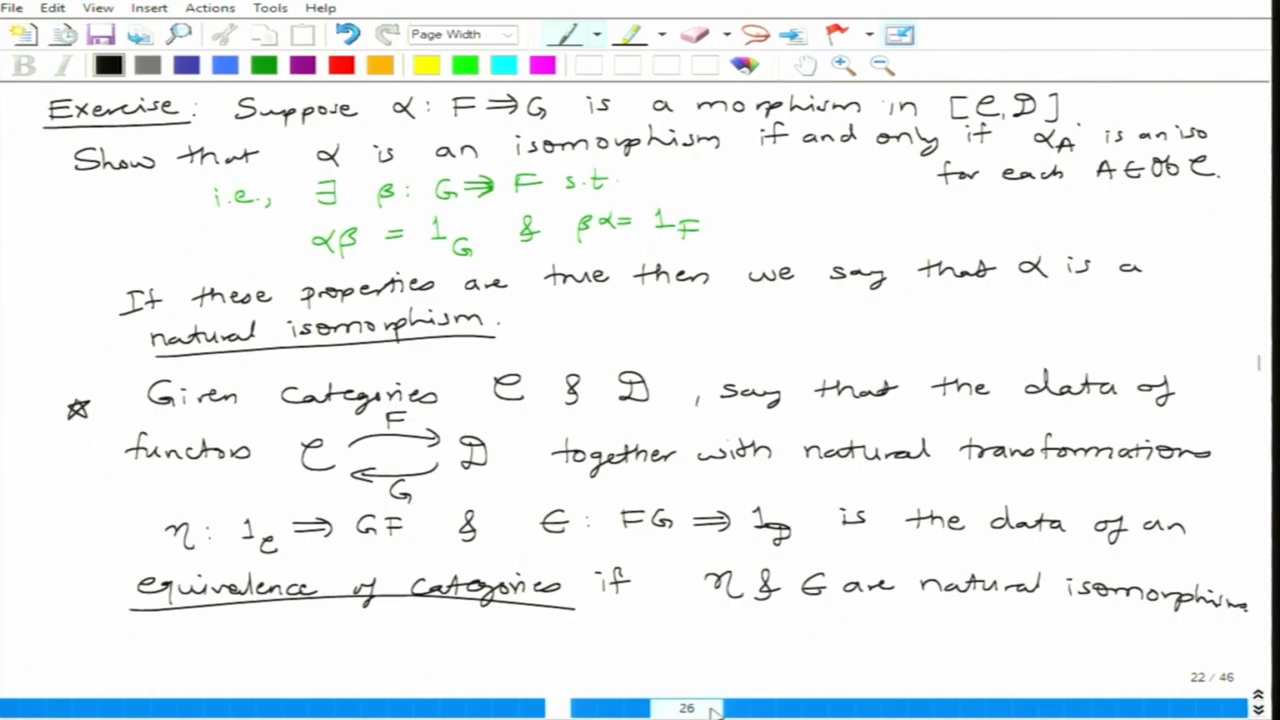 File Edit View Insert Actions Tools Help
Page Width
B I
Exercise: Suppose α: F ⇒ G is a morphism in [C, D]
Show that α is an isomorphism if and only if α_A is an iso
for each A ∈ Ob C.
i.e., ∃ β: G ⇒ F s.t.
αβ = 1_G & βα = 1_F
If these properties are true then we say that α is a
natural isomorphism.
☆ Given categories C & D, say that the data of
F
functors C D together with natural transformations
G
η: 1_C ⇒ GF & ∈: FG ⇒ 1_D is the data of an
equivalence of categories if η & ∈ are natural isomorphisms
22 / 46
26